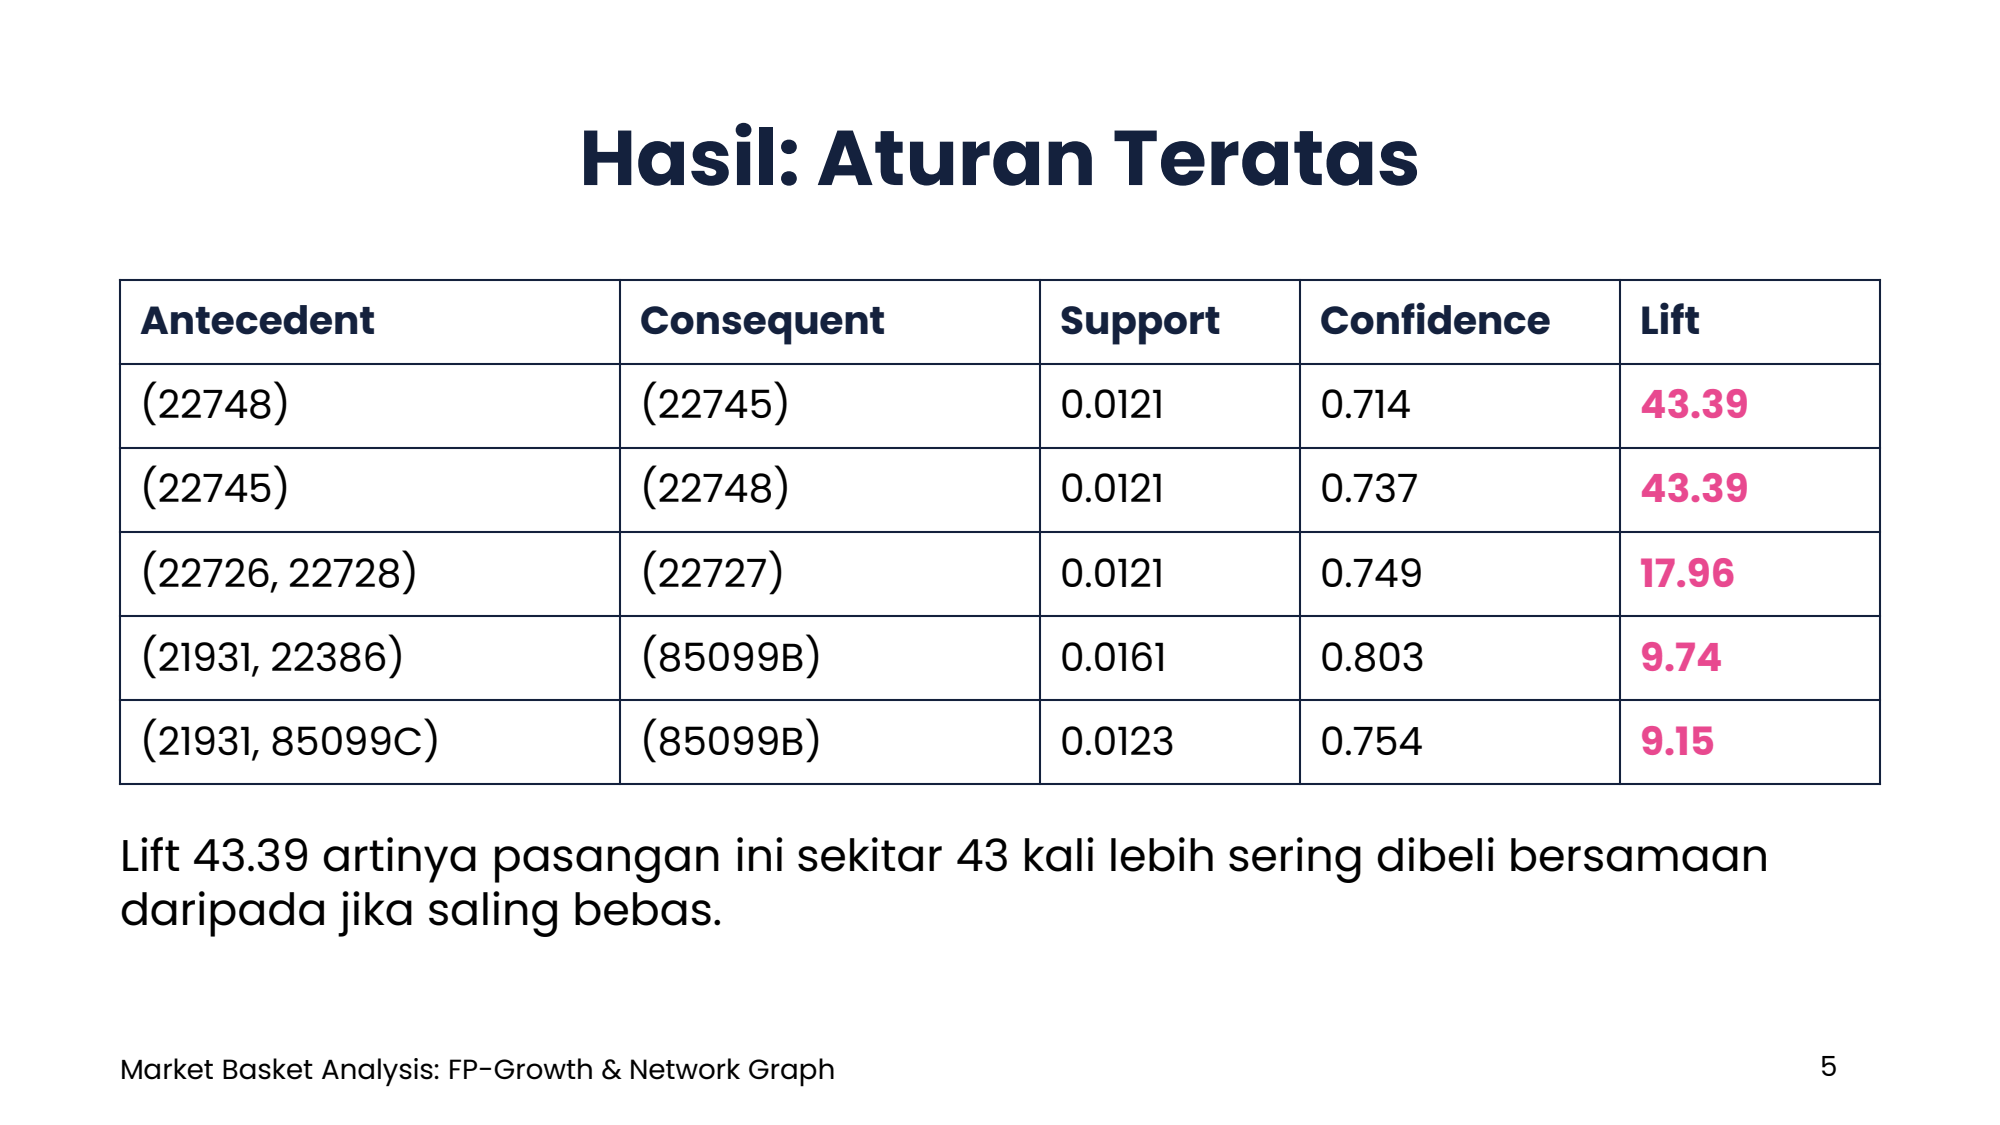 Hasil: Aturan Teratas
Antecedent Consequent Support Confidence Lift
(22748) (22745) 0.0121 0.714 43.39
(22745) (22748) 0.0121 0.737 43.39
(22726, 22728) (22727) 0.0121 0.749 17.96
(21931, 22386) (85099B) 0.0161 0.803 9.74
(21931, 85099C) (85099B) 0.0123 0.754 9.15
Lift 43.39 artinya pasangan ini sekitar 43 kali lebih sering dibeli bersamaan
daripada jika saling bebas.
Market Basket Analysis: FP-Growth & Network Graph
5